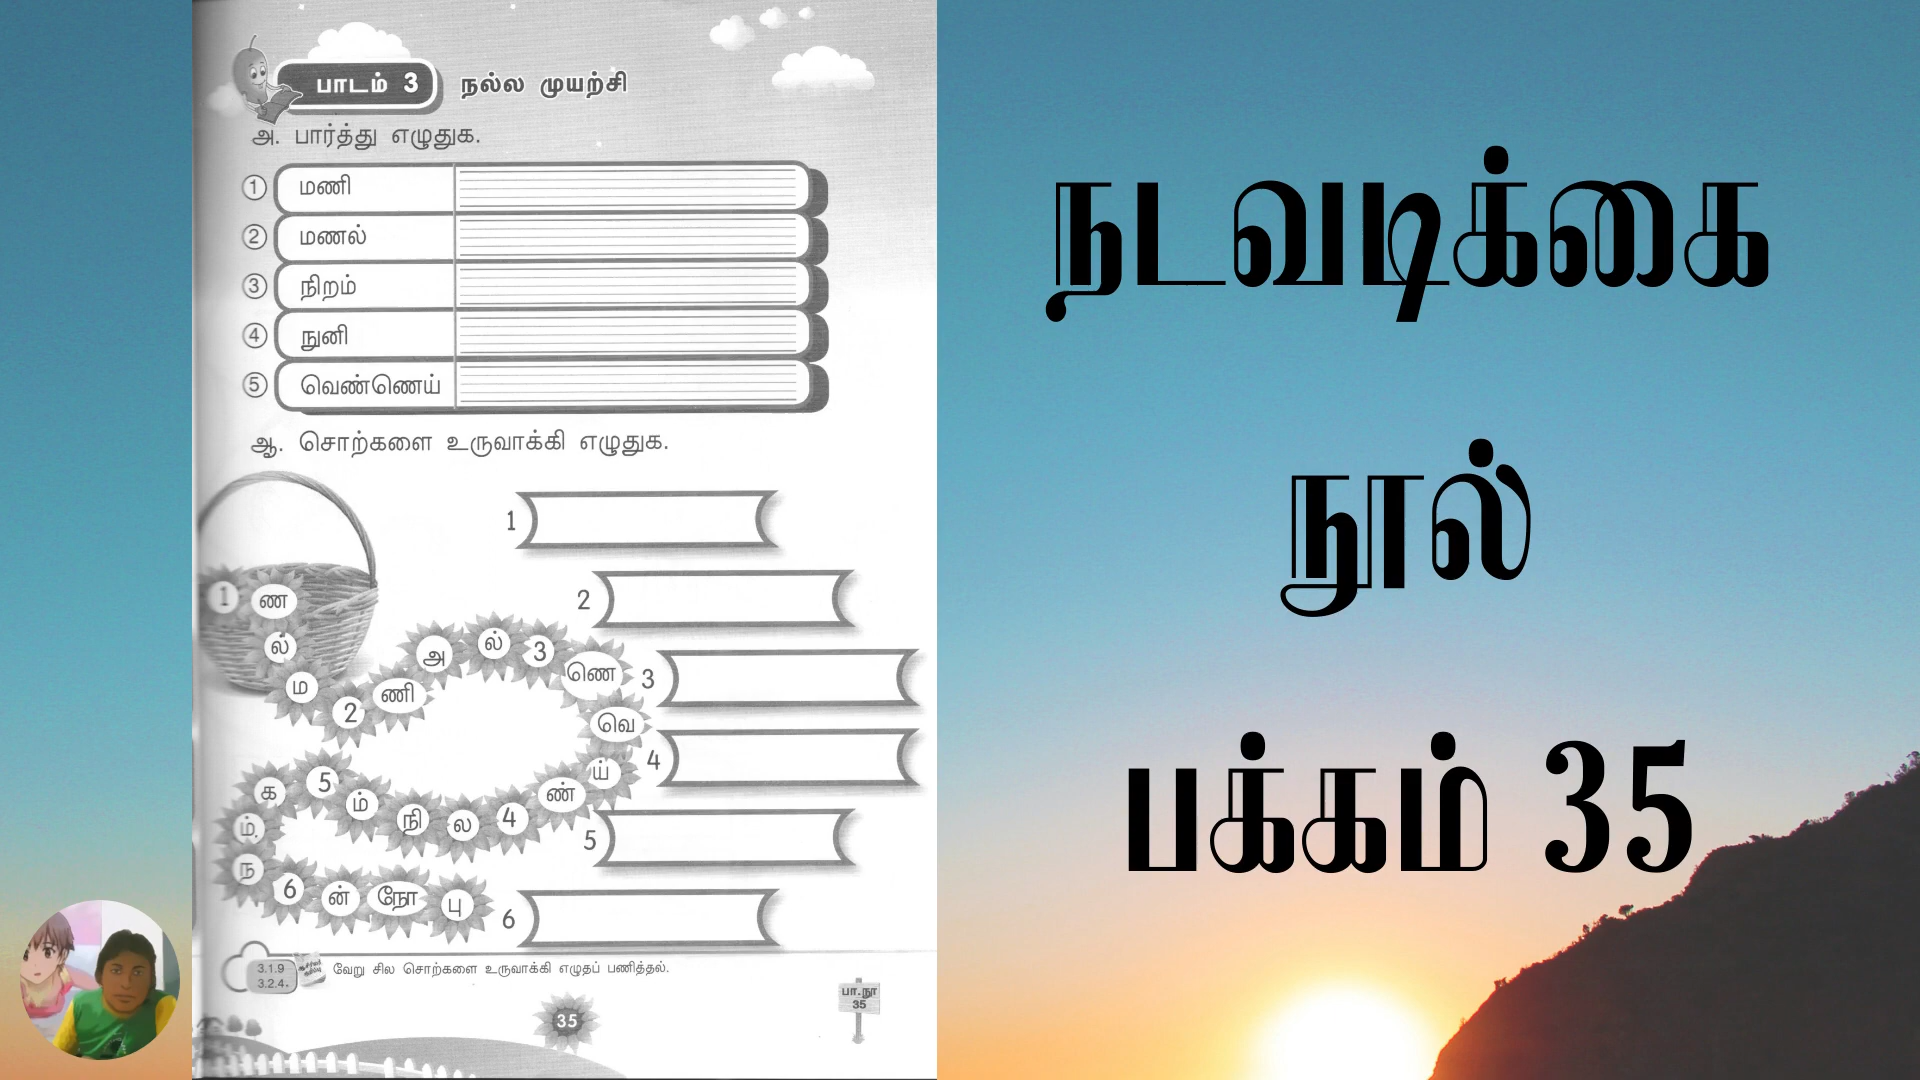 பாடம் 3 நல்ல முயற்சி
அ. பார்த்து எழுதுக.
1 மணி
2 மணல்
3 நிறம்
4 நுனி
5 வெண்ணெய்
ஆ. சொற்களை உருவாக்கி எழுதுக.
1
2
3
4
5
6
1 ண
ல்
ம
2 ணி அ ல் 3 ணெ
வெ
ய்
ண்
4 ல நி ம் 5
க
ம்.
ந
6 ன் நோ பு
3.1.9
3.2.4.
வேறு சில சொற்களை உருவாக்கி எழுதப் பணித்தல்.
பா.நூ
35
35
நடவடிக்கை
நூல்
பக்கம் 35